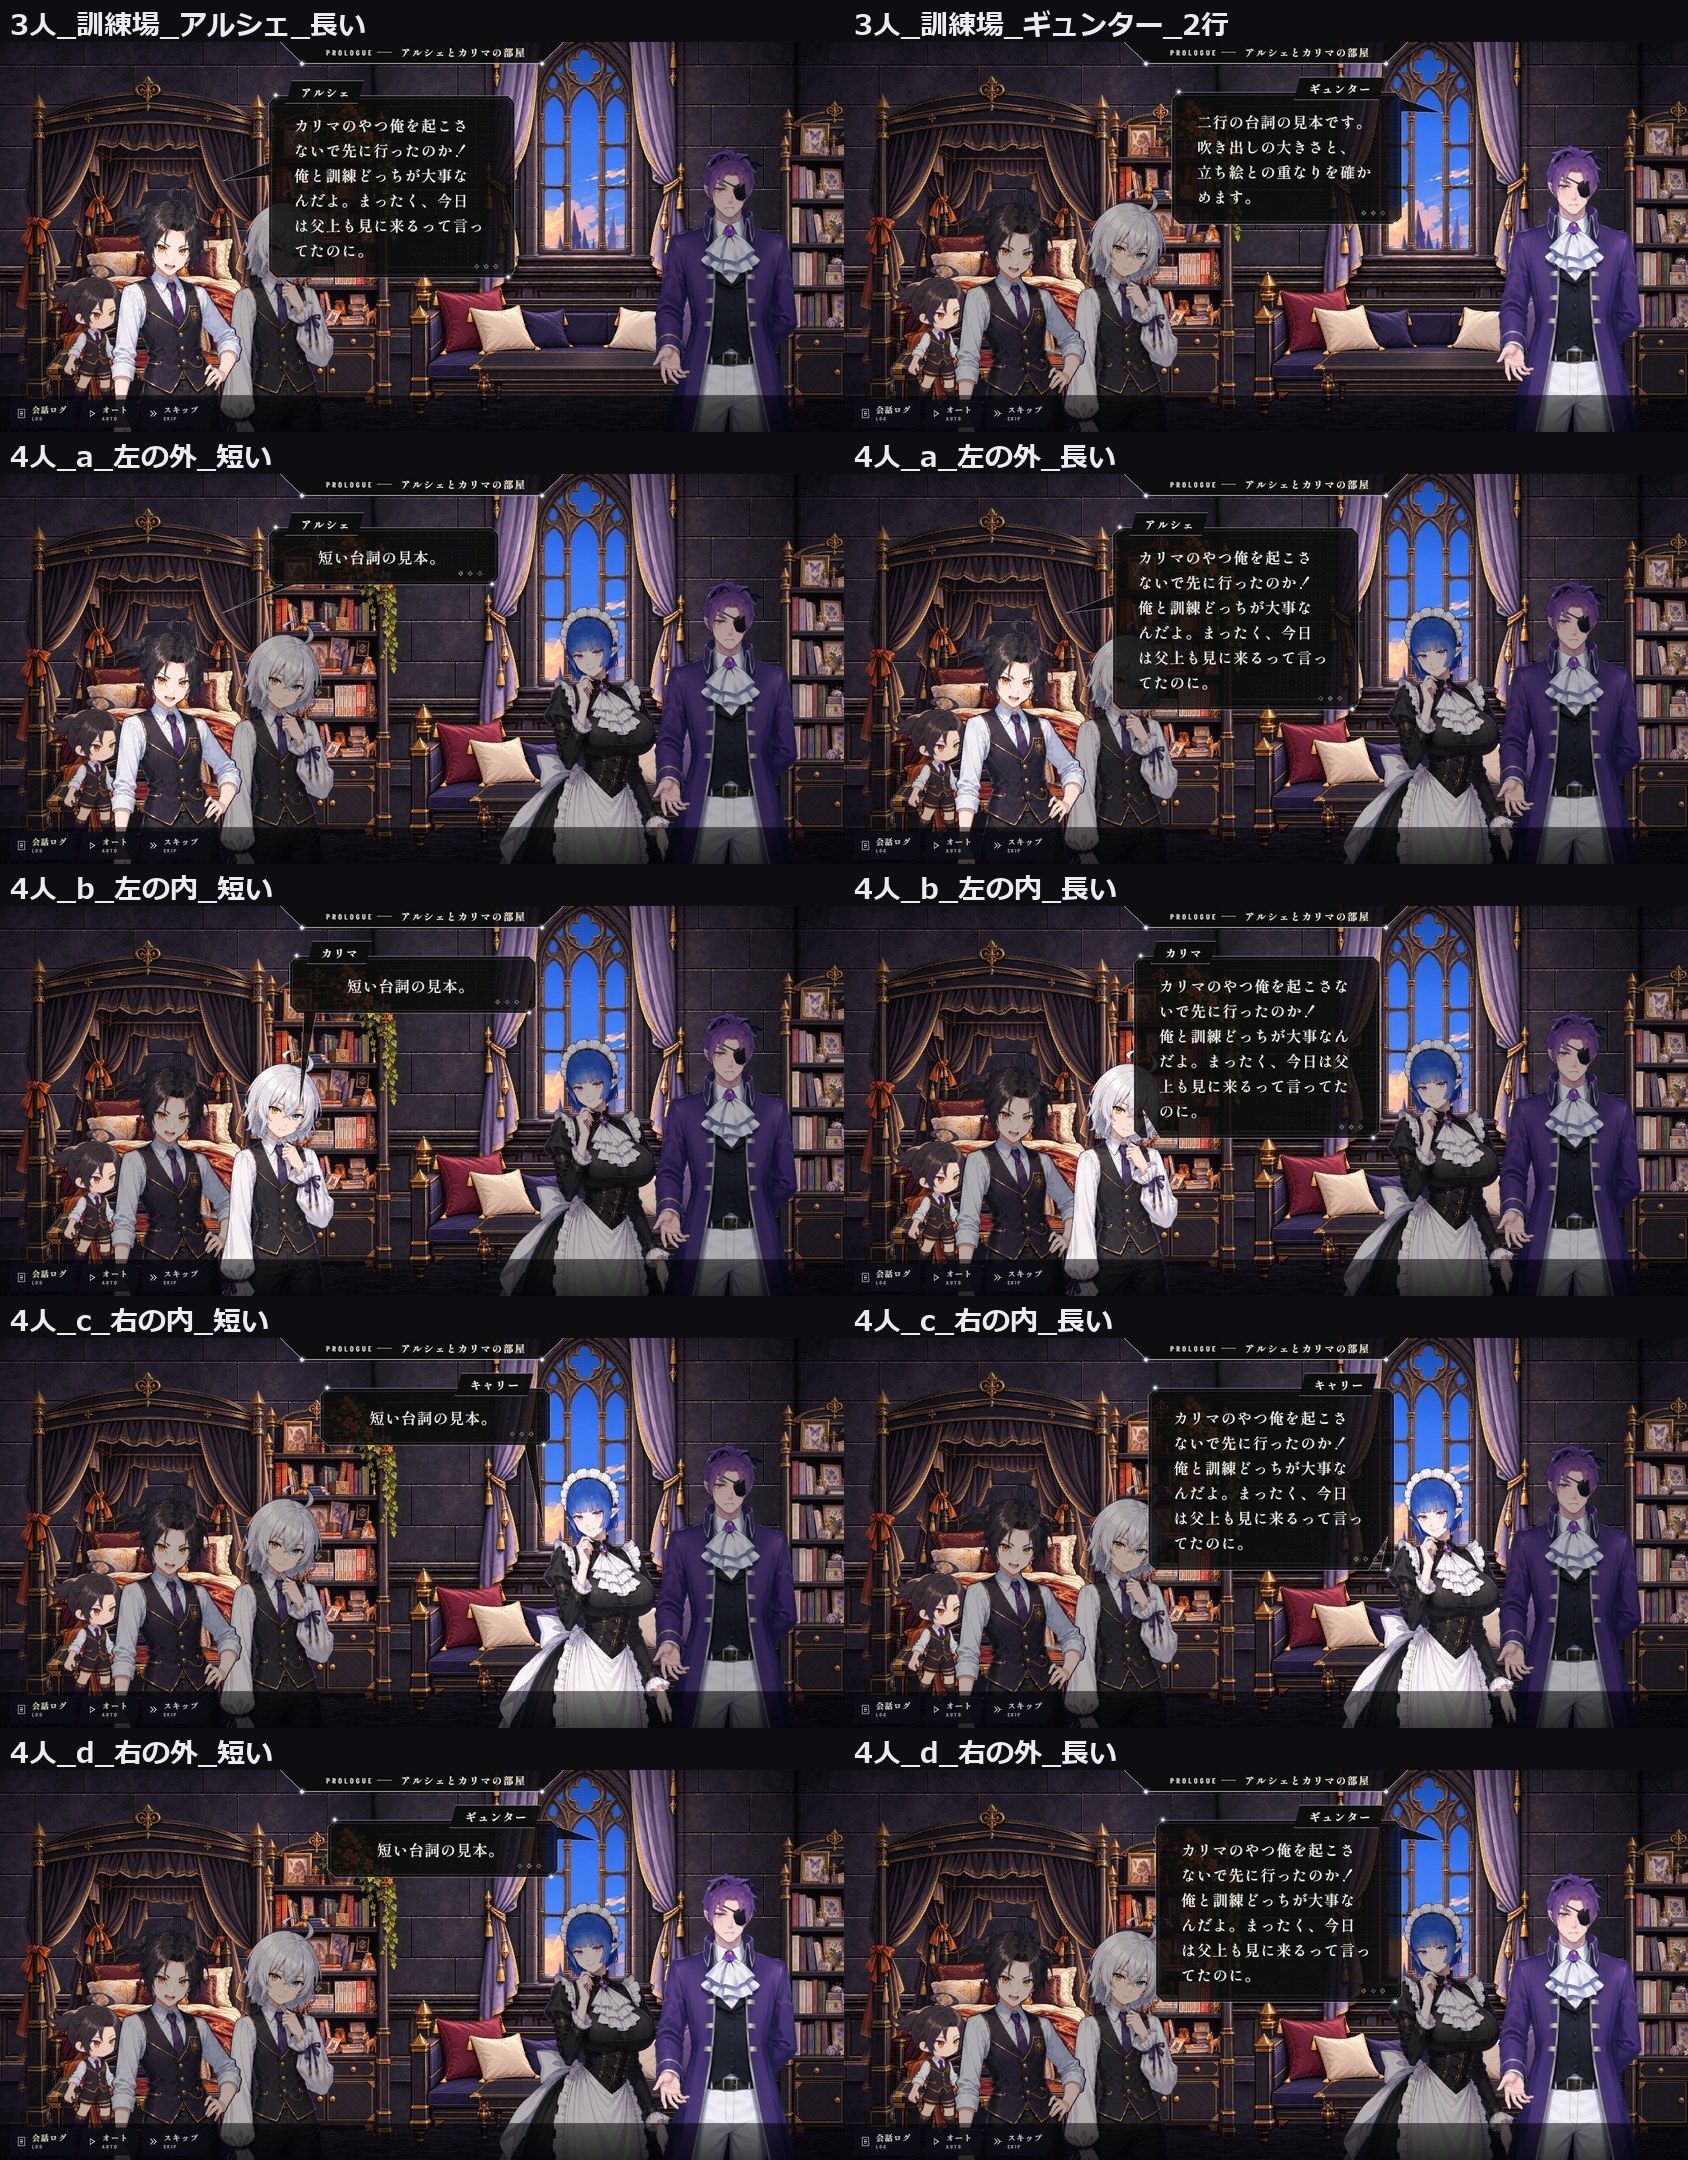 3人_訓練場_アルシェ_長い
PROLOGUE — アルシェとカリマの部屋
アルシェ
カリマのやつ俺を起こさ
ないで先に行ったのか!
俺と訓練どっちが大事な
んだよ。まったく、今日
は父上も見に来るって言っ
てたのに。
会話ログ
LOG
オート
AUTO
スキップ
SKIP
3人_訓練場_ギュンター_2行
PROLOGUE — アルシェとカリマの部屋
ギュンター
二行の台詞の見本です。
吹き出しの大きさと、
立ち絵との重なりを確か
めます。
会話ログ
LOG
オート
AUTO
スキップ
SKIP
4人_a_左の外_短い
PROLOGUE — アルシェとカリマの部屋
アルシェ
短い台詞の見本。
会話ログ
LOG
オート
AUTO
スキップ
SKIP
4人_a_左の外_長い
PROLOGUE — アルシェとカリマの部屋
アルシェ
カリマのやつ俺を起こさ
ないで先に行ったのか!
俺と訓練どっちが大事な
んだよ。まったく、今日
は父上も見に来るって言っ
てたのに。
会話ログ
LOG
オート
AUTO
スキップ
SKIP
4人_b_左の内_短い
PROLOGUE — アルシェとカリマの部屋
カリマ
短い台詞の見本。
会話ログ
LOG
オート
AUTO
スキップ
SKIP
4人_b_左の内_長い
PROLOGUE — アルシェとカリマの部屋
カリマ
カリマのやつ俺を起こさな
いで先に行ったのか!
俺と訓練どっちが大事なん
だよ。まったく、今日は父
上も見に来るって言ってた
のに。
会話ログ
LOG
オート
AUTO
スキップ
SKIP
4人_c_右の内_短い
PROLOGUE — アルシェとカリマの部屋
キャリー
短い台詞の見本。
会話ログ
LOG
オート
AUTO
スキップ
SKIP
4人_c_右の内_長い
PROLOGUE — アルシェとカリマの部屋
キャリー
カリマのやつ俺を起こさ
ないで先に行ったのか!
俺と訓練どっちが大事な
んだよ。まったく、今日
は父上も見に来るって言っ
てたのに。
会話ログ
LOG
オート
AUTO
スキップ
SKIP
4人_d_右の外_短い
PROLOGUE — アルシェとカリマの部屋
ギュンター
短い台詞の見本。
会話ログ
LOG
オート
AUTO
スキップ
SKIP
4人_d_右の外_長い
PROLOGUE — アルシェとカリマの部屋
ギュンター
カリマのやつ俺を起こさ
ないで先に行ったのか!
俺と訓練どっちが大事な
んだよ。まったく、今日
は父上も見に来るって言っ
てたのに。
会話ログ
LOG
オート
AUTO
スキップ
SKIP